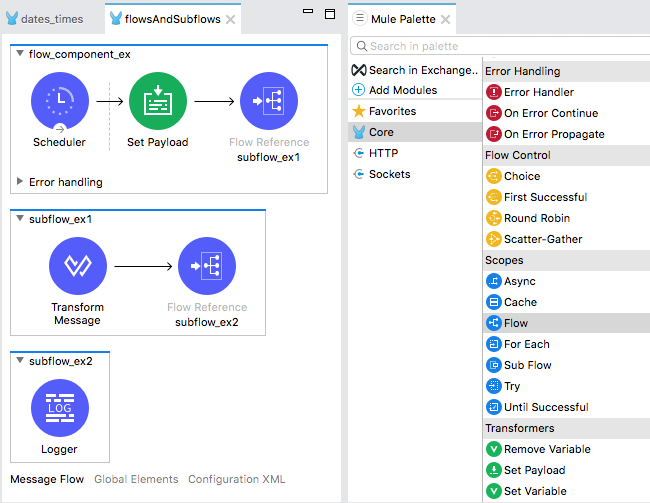 dates_times
flowsAndSubflows
flow_component_ex
Scheduler
Set Payload
Flow Reference
subflow_ex1
Error handling
subflow_ex1
Transform
Message
Flow Reference
subflow_ex2
subflow_ex2
LOG
Logger
Message Flow
Global Elements
Configuration XML
Mule Palette
Search in palette
Search in Exchange..
Add Modules
Favorites
Core
HTTP
Sockets
Error Handling
Error Handler
On Error Continue
On Error Propagate
Flow Control
Choice
First Successful
Round Robin
Scatter-Gather
Scopes
Async
Cache
Flow
For Each
Sub Flow
Try
Until Successful
Transformers
Remove Variable
Set Payload
Set Variable